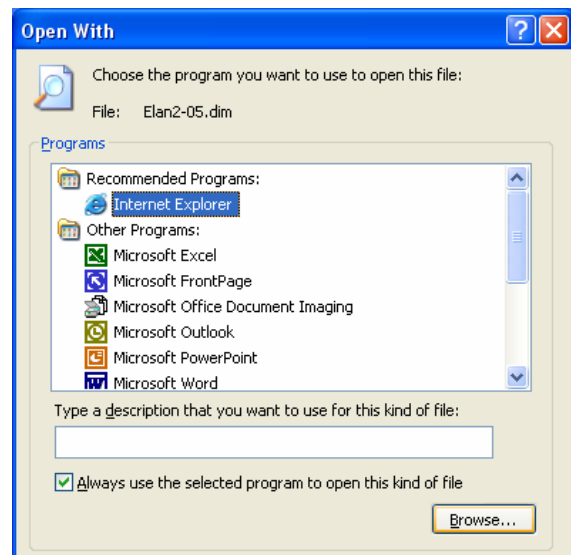 Open With
Choose the program you want to use to open this file:
File: Elan2-05.dim
Programs
Recommended Programs:
Internet Explorer
Other Programs:
Microsoft Excel
Microsoft FrontPage
Microsoft Office Document Imaging
Microsoft Outlook
Microsoft PowerPoint
Microsoft Word
Type a description that you want to use for this kind of file:
Always use the selected program to open this kind of file
Browse...